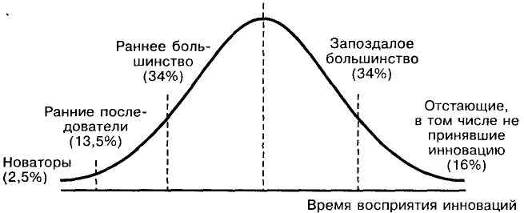 Раннее боль-
шинство
(34%)
Запоздалое
большинство
(34%)
Ранние после-
дователи
(13,5%)
Отстающие,
в том числе не
принявшие
инновацию
(16%)
Новаторы
(2,5%)
Время восприятия инноваций